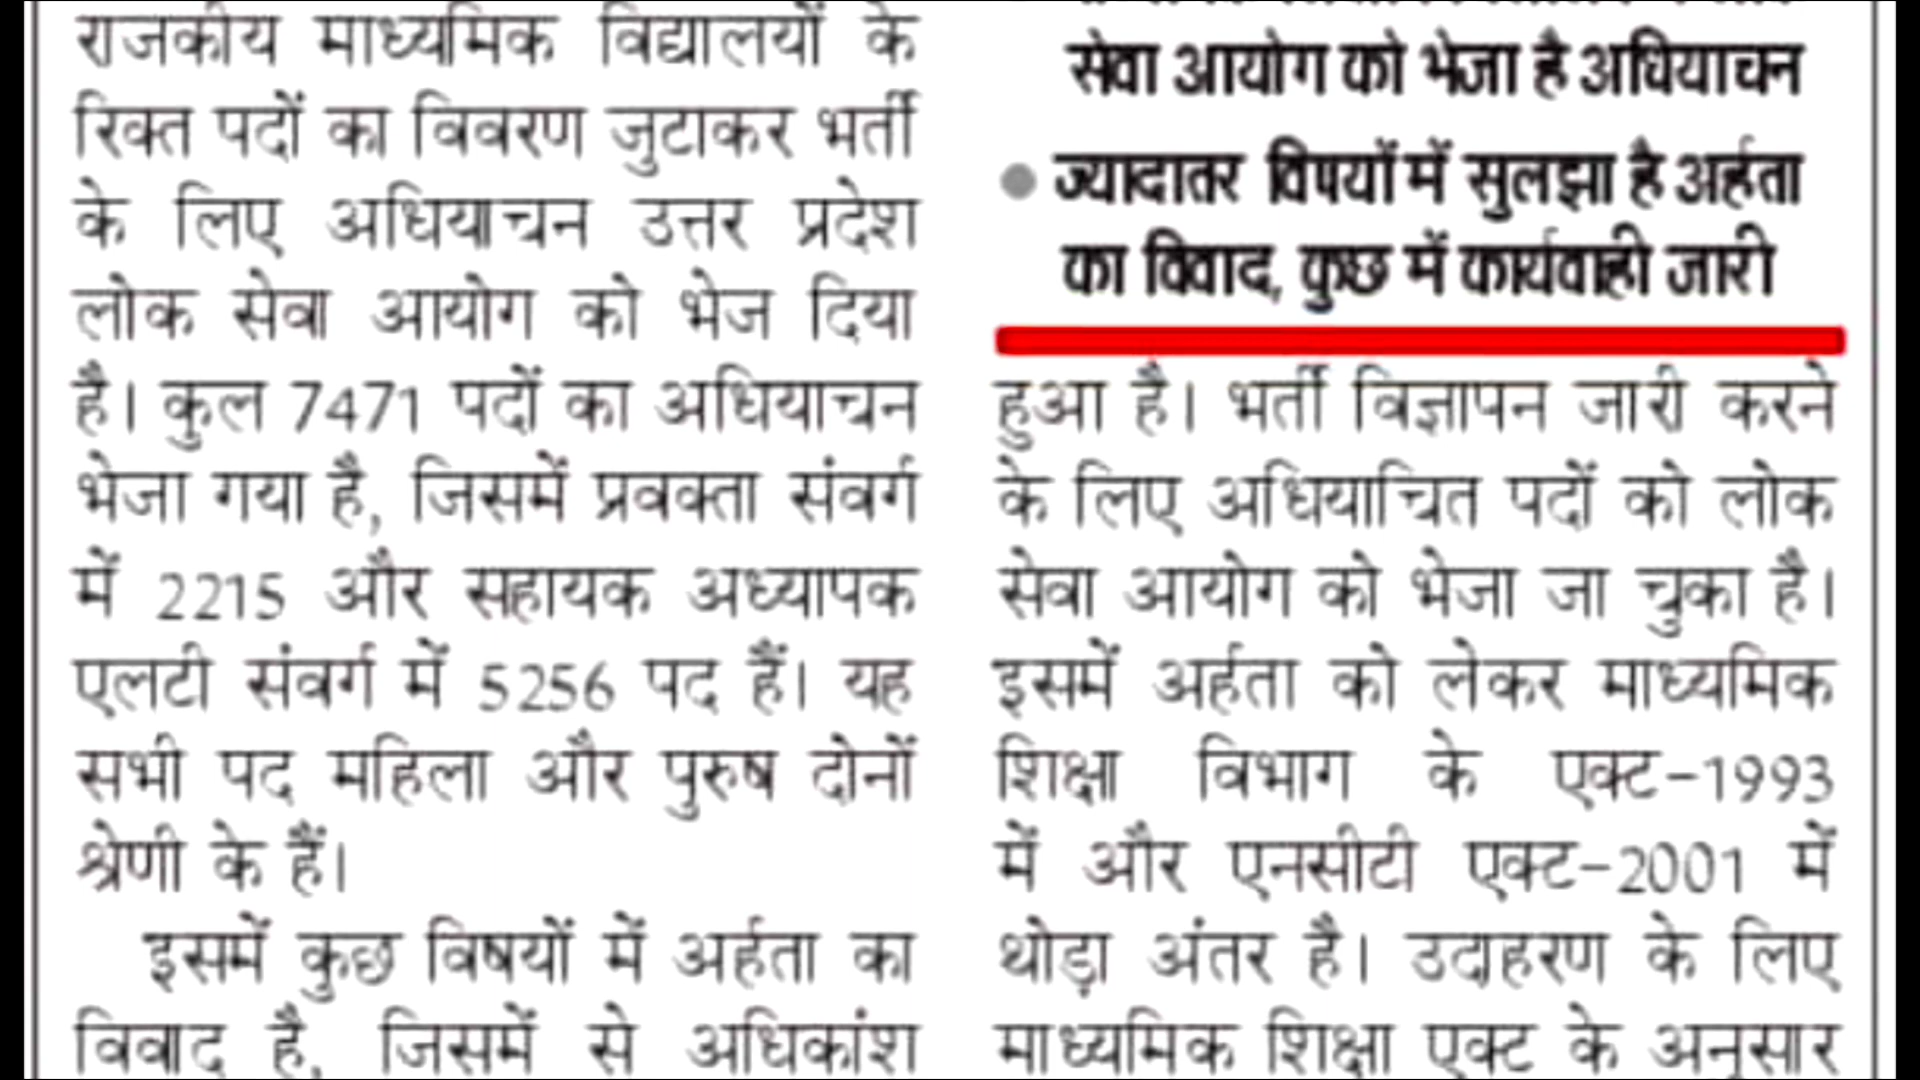 राजकीय माध्यमिक विद्यालयों के
रिक्त पदों का विवरण जुटाकर भर्ती
के लिए अधियाचन उत्तर प्रदेश
लोक सेवा आयोग को भेज दिया
है। कुल 7471 पदों का अधियाचन
भेजा गया है, जिसमें प्रवक्ता संवर्ग
में 2215 और सहायक अध्यापक
एलटी संवर्ग में 5256 पद हैं। यह
सभी पद महिला और पुरुष दोनों
श्रेणी के हैं।
इसमें कुछ विषयों में अर्हता का
विवाद है, जिसमें से अधिकांश
सेवा आयोग को भेजा है अधियाचन
● ज्यादातर विषयों में सुलझा है अर्हता
का विवाद, कुछ में कार्यवाही जारी
हुआ है। भर्ती विज्ञापन जारी करने
के लिए अधियाचित पदों को लोक
सेवा आयोग को भेजा जा चुका है।
इसमें अर्हता को लेकर माध्यमिक
शिक्षा विभाग के एक्ट-1993
में और एनसीटी एक्ट-2001 में
थोड़ा अंतर है। उदाहरण के लिए
माध्यमिक शिक्षा एक्ट के अनुसार